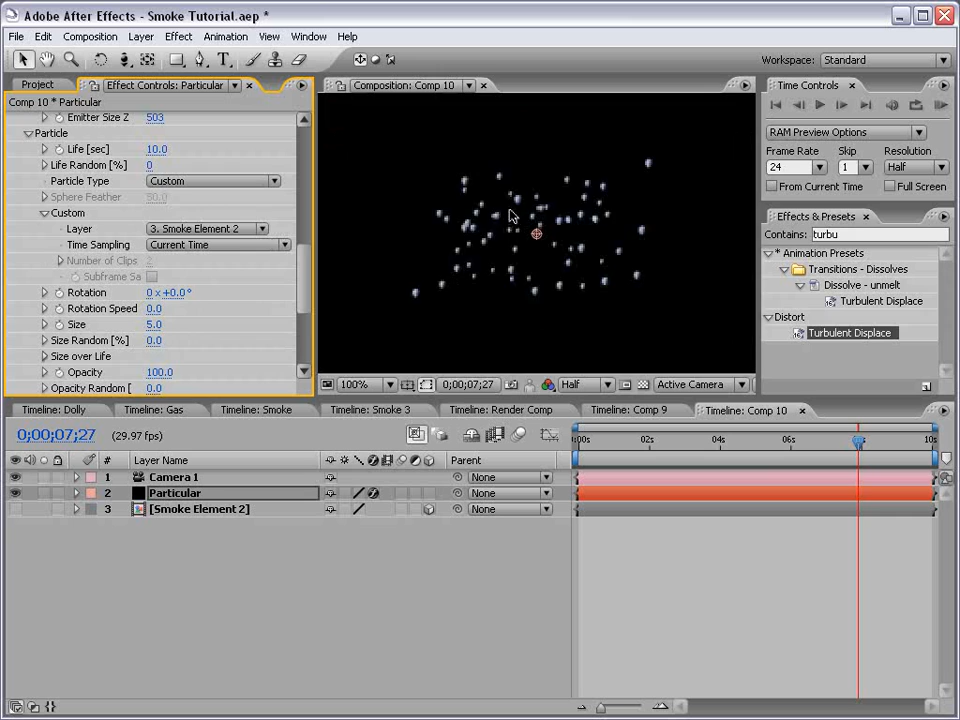 Adobe After Effects - Smoke Tutorial.aep *
File Edit Composition Layer Effect Animation View Window Help
Workspace: Standard
Project
Effect Controls: Particular
Comp 10 * Particular
Emitter Size Z 503
Particle
Life [sec] 10.0
Life Random [%] 0
Particle Type Custom
Sphere Feather 50.0
Custom
Layer 3. Smoke Element 2
Time Sampling Current Time
Number of Clips 2
Subframe Sa
Rotation 0 x +0.0°
Rotation Speed 0.0
Size 5.0
Size Random [%] 0.0
Size over Life
Opacity 100.0
Opacity Random [ 0.0
Composition: Comp 10
100% 0;00;07;27 Half Active Camera
Time Controls
RAM Preview Options
Frame Rate Skip Resolution
24 1 Half
From Current Time Full Screen
Effects & Presets
Contains: turbu
* Animation Presets
Transitions - Dissolves
Dissolve - unmelt
Turbulent Displace
Distort
Turbulent Displace
Timeline: Dolly Timeline: Gas Timeline: Smoke Timeline: Smoke 3 Timeline: Render Comp Timeline: Comp 9 Timeline: Comp 10
0;00;07;27 (29.97 fps)
:00s 02s 04s 06s 10s
# Layer Name Parent
1 Camera 1 None
2 Particular None
3 [Smoke Element 2] None